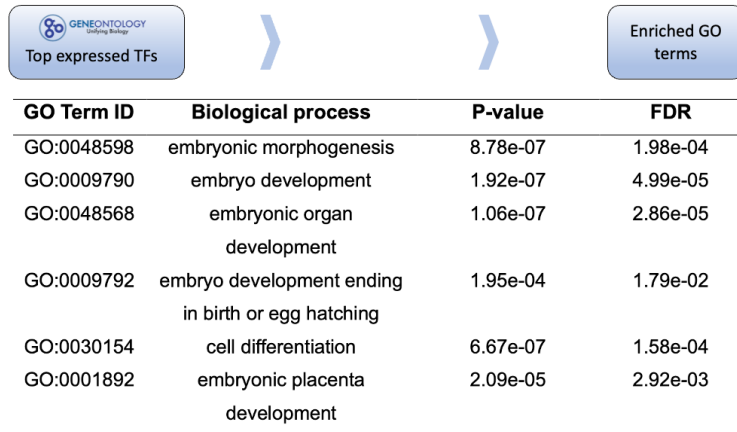 GENEONTOLOGY
Unifying Biology
Top expressed TFs
Enriched GO
terms
GO Term ID Biological process P-value FDR
GO:0048598 embryonic morphogenesis 8.78e-07 1.98e-04
GO:0009790 embryo development 1.92e-07 4.99e-05
GO:0048568 embryonic organ 1.06e-07 2.86e-05
development
GO:0009792 embryo development ending 1.95e-04 1.79e-02
in birth or egg hatching
GO:0030154 cell differentiation 6.67e-07 1.58e-04
GO:0001892 embryonic placenta 2.09e-05 2.92e-03
development